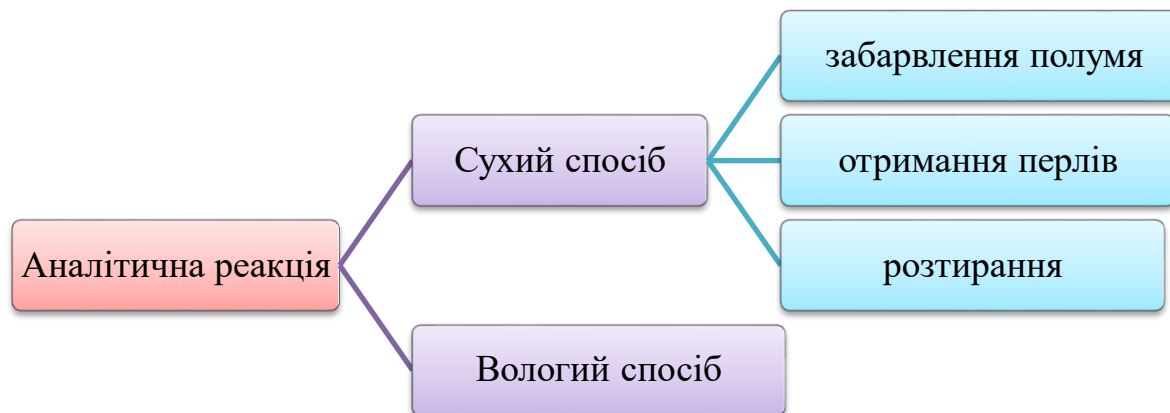 забарвлення полумя
Сухий спосіб
отримання перлів
Аналітична реакція
розтирання
Вологий спосіб